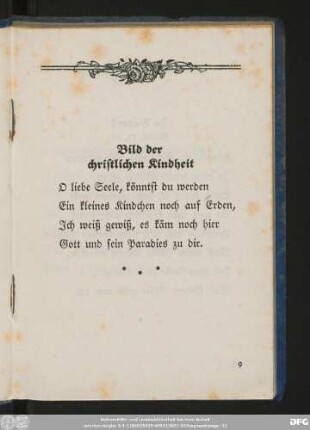 Bild der
christlichen Kindheit
O liebe Seele, könntst du werden
Ein kleines Kindchen noch auf Erden,
Ich weiß gewiß, es käm noch hier
Gott und sein Paradies zu dir.
* * *
9
DFG